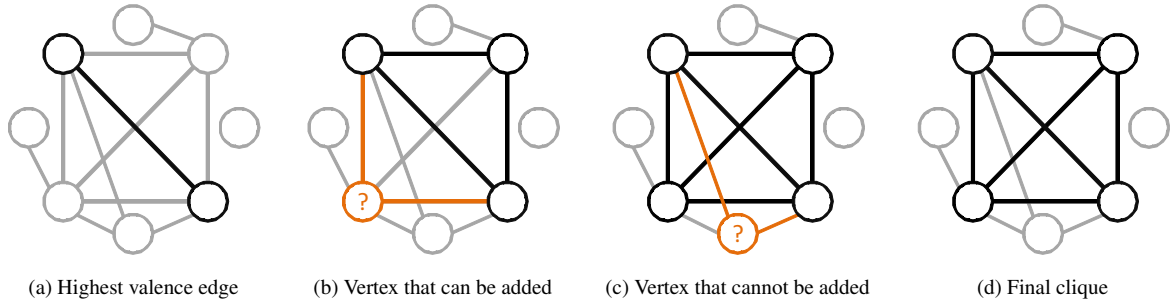 ?
?
(a) Highest valence edge
(b) Vertex that can be added
(c) Vertex that cannot be added
(d) Final clique